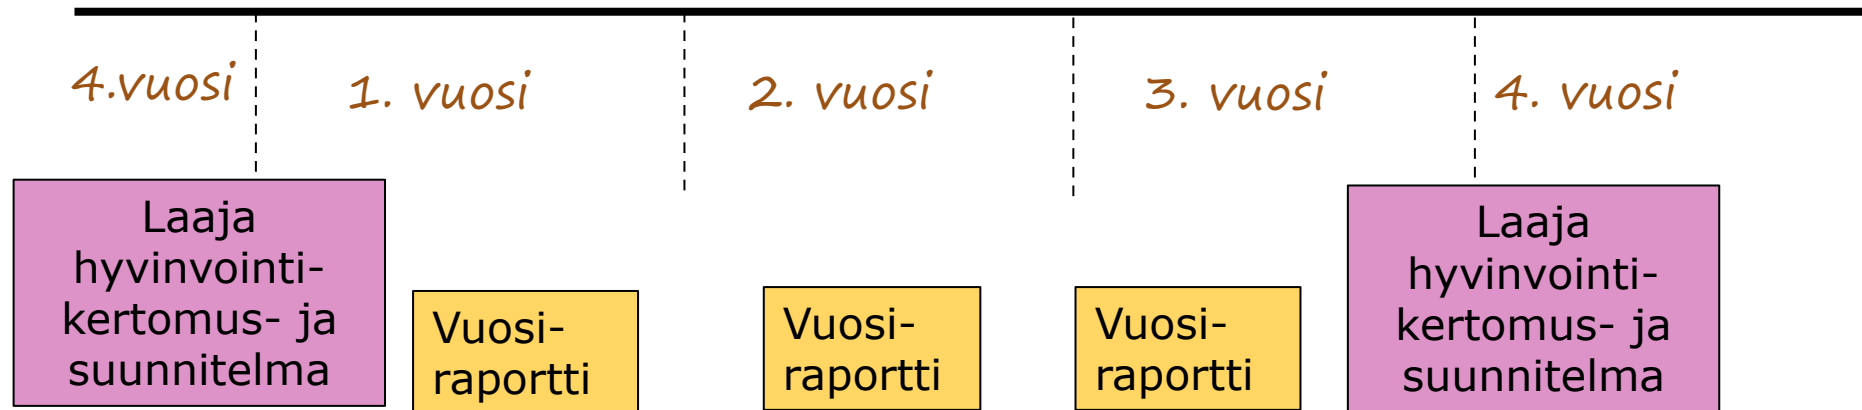 4.vuosi
1. vuosi
2. vuosi
3. vuosi
4. vuosi
Laaja
hyvinvointi-
kertomus- ja
suunnitelma
Vuosi-
raportti
Vuosi-
raportti
Vuosi-
raportti
Laaja
hyvinvointi-
kertomus- ja
suunnitelma